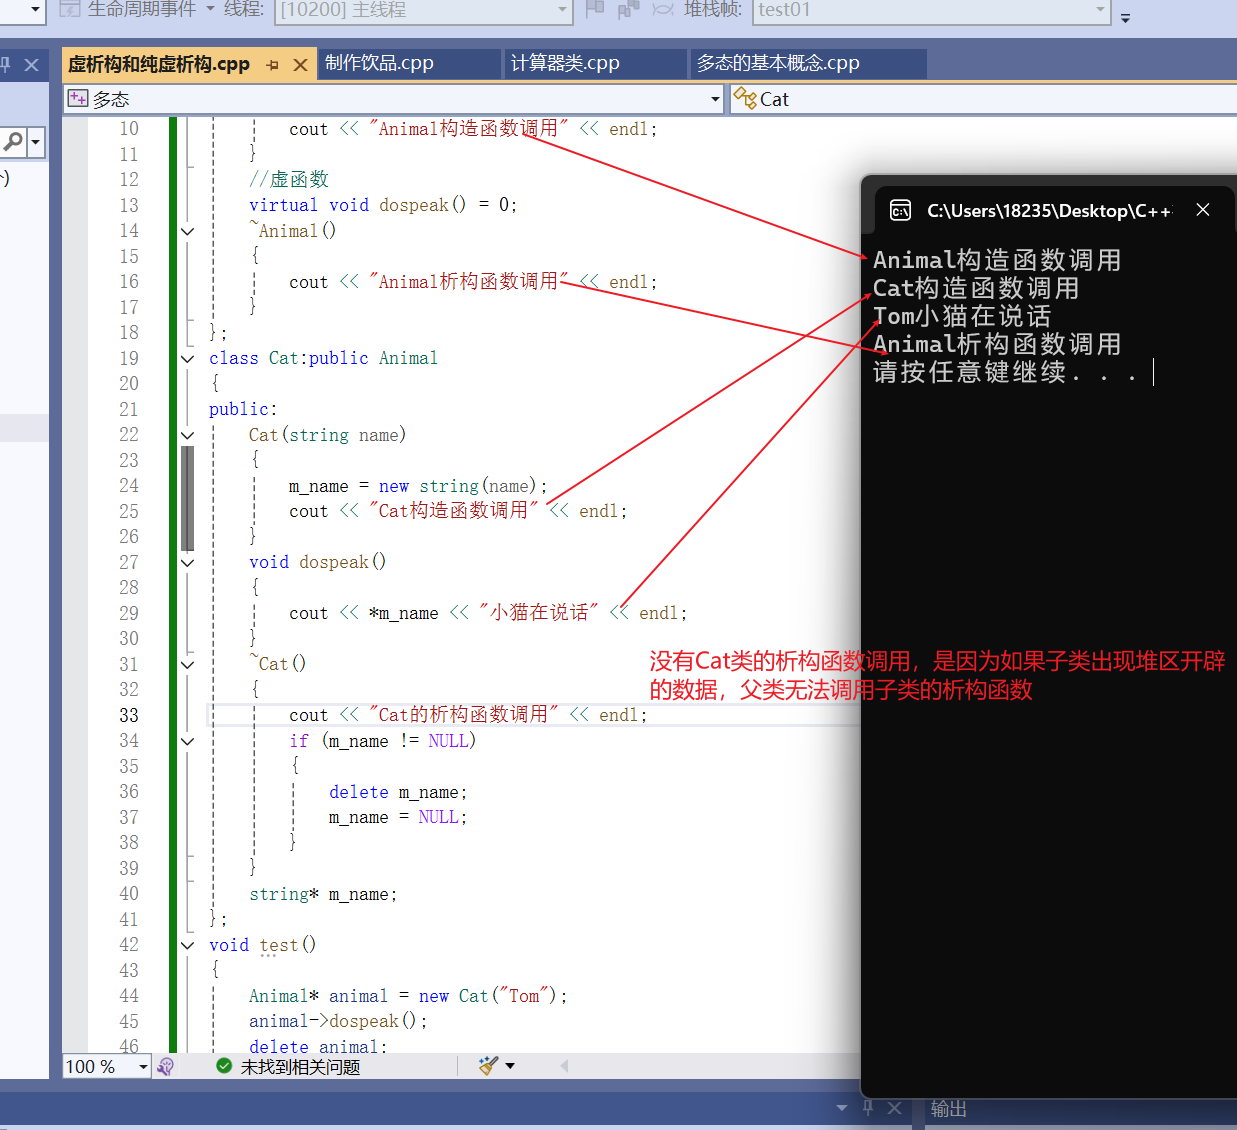 生命周期事件 线程: [10200] 主线程 堆栈帧: test01
虚析构和纯虚析构.cpp 制作饮品.cpp 计算器类.cpp 多态的基本概念.cpp
多态 Cat
10 cout << "Animal构造函数调用" << endl;
11 }
12 //虚函数
13 virtual void dospeak() = 0;
14 ~Animal()
15 {
16 cout << "Animal析构函数调用" << endl;
17 }
18 };
19 class Cat:public Animal
20 {
21 public:
22 Cat(string name)
23 {
24 m_name = new string(name);
25 cout << "Cat构造函数调用" << endl;
26 }
27 void dospeak()
28 {
29 cout << *m_name << "小猫在说话" << endl;
30 }
31 ~Cat()
32 {
33 cout << "Cat的析构函数调用" << endl;
34 if (m_name != NULL)
35 {
36 delete m_name;
37 m_name = NULL;
38 }
39 }
40 string* m_name;
41 };
42 void test()
43 {
44 Animal* animal = new Cat("Tom");
45 animal->dospeak();
46 delete animal;
C:\Users\18235\Desktop\C++
Animal构造函数调用
Cat构造函数调用
Tom小猫在说话
Animal析构函数调用
请按任意键继续. . .
没有Cat类的析构函数调用，是因为如果子类出现堆区开辟
的数据，父类无法调用子类的析构函数
100 % 未找到相关问题
输出